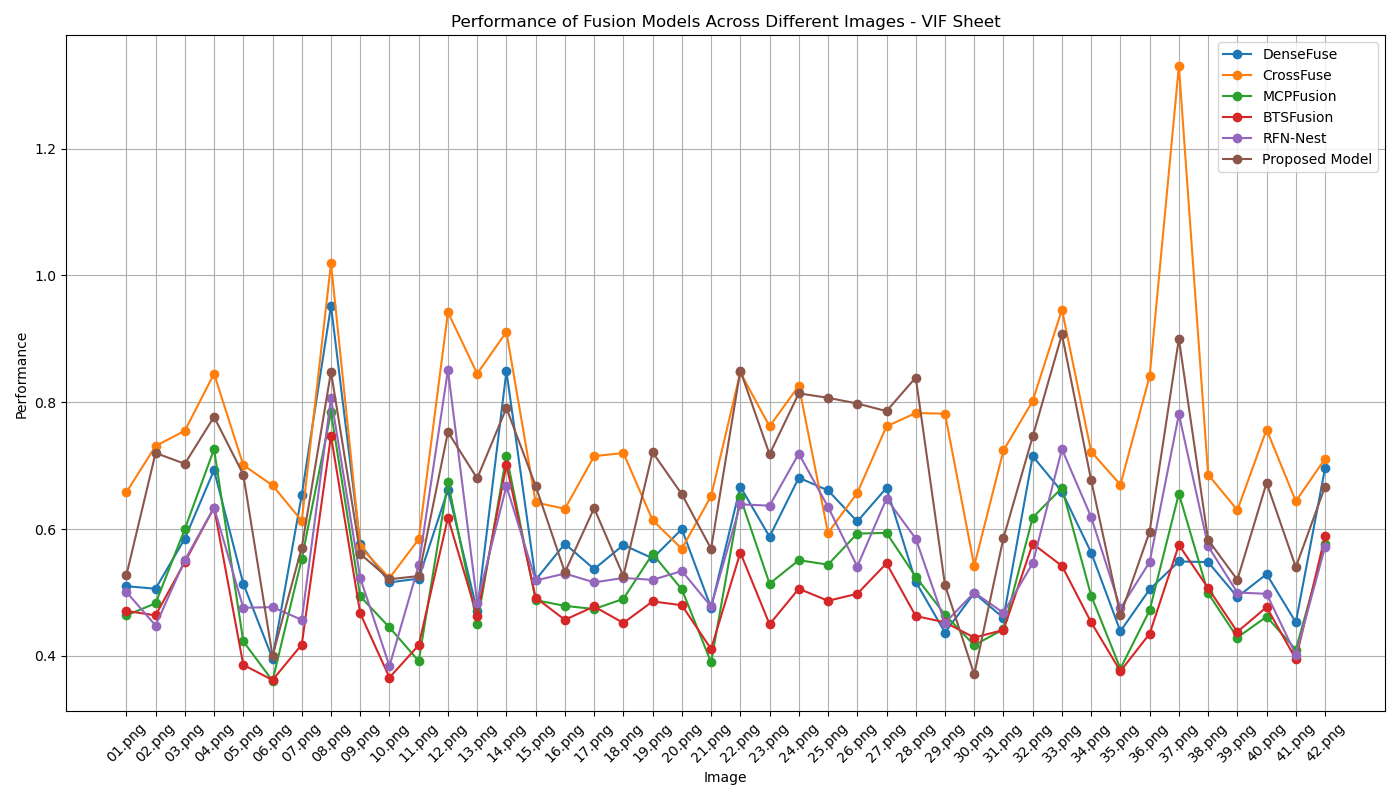 Performance of Fusion Models Across Different Images - VIF Sheet
DenseFuse
CrossFuse
MCPFusion
BTSFusion
RFN-Nest
Proposed Model
Performance
1.2
1.0
0.8
0.6
0.4
01.png
02.png
03.png
04.png
05.png
06.png
07.png
08.png
09.png
10.png
11.png
12.png
13.png
14.png
15.png
16.png
17.png
18.png
19.png
20.png
21.png
22.png
23.png
24.png
25.png
26.png
27.png
28.png
29.png
30.png
31.png
32.png
33.png
34.png
35.png
36.png
37.png
38.png
39.png
40.png
41.png
42.png
Image